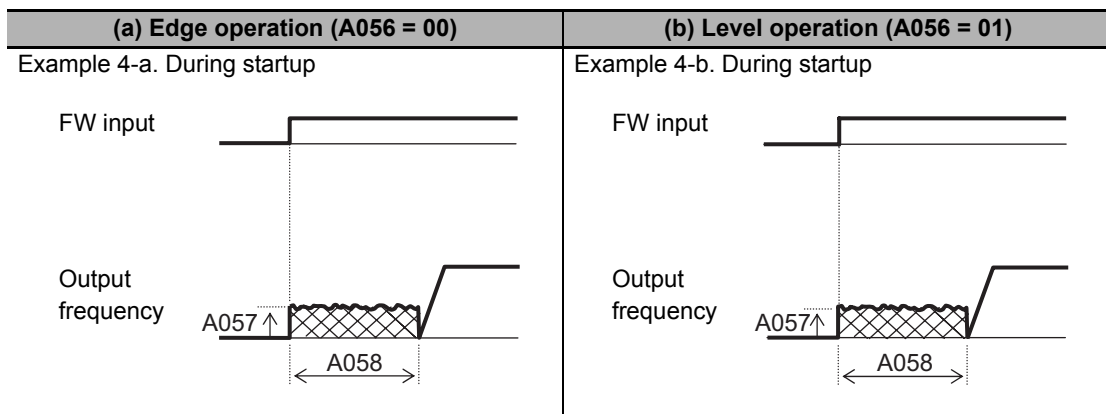 (a) Edge operation (A056 = 00)
(b) Level operation (A056 = 01)
Example 4-a. During startup
FW input
Output
frequency
A057
A058
Example 4-b. During startup
FW input
Output
frequency
A057
A058